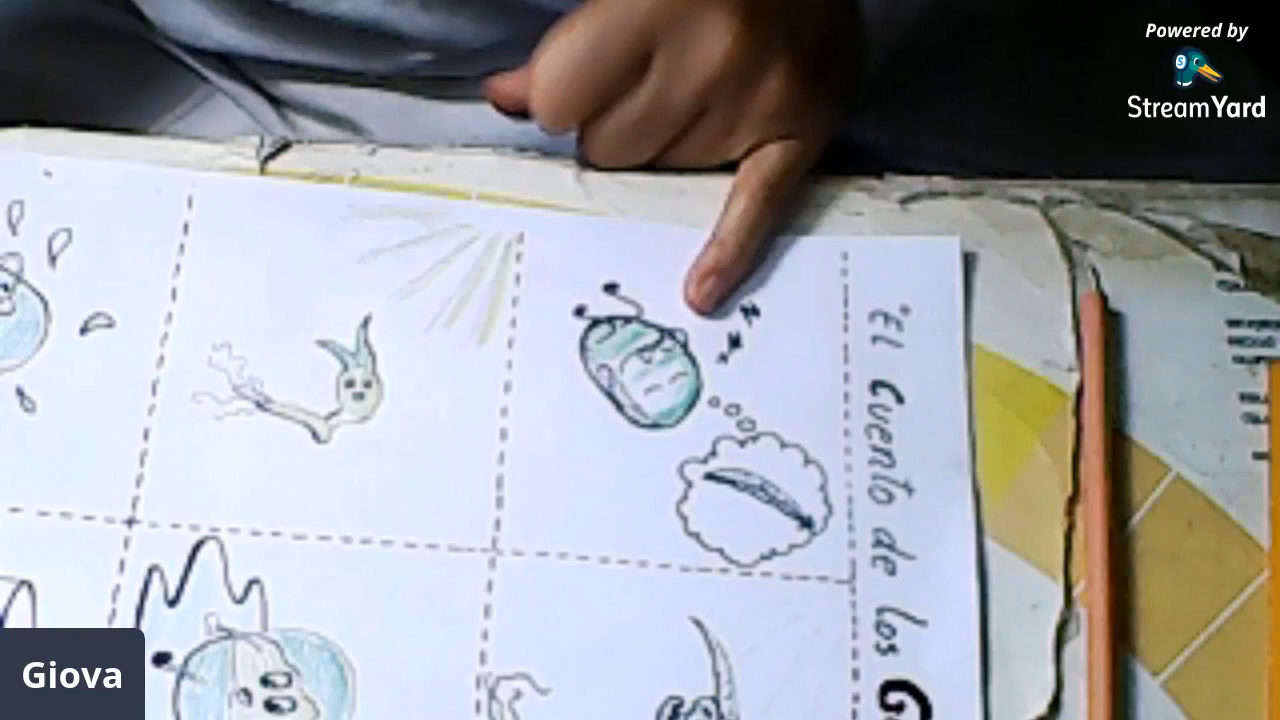 Powered by
StreamYard
"El Cuento de los G
z z z
Giova